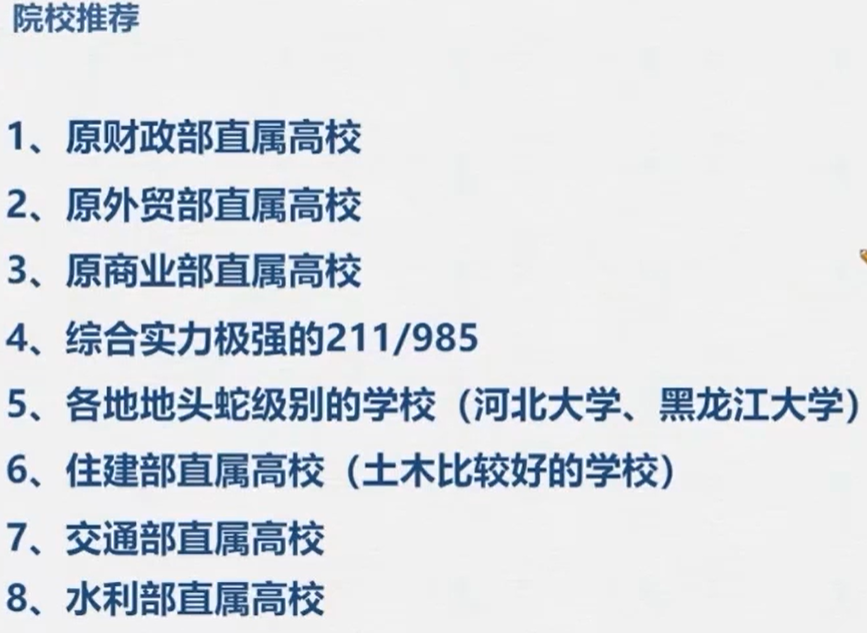 院校推荐
1、原财政部直属高校
2、原外贸部直属高校
3、原商业部直属高校
4、综合实力极强的211/985
5、各地地头蛇级别的学校（河北大学、黑龙江大学）
6、住建部直属高校（土木比较好的学校）
7、交通部直属高校
8、水利部直属高校